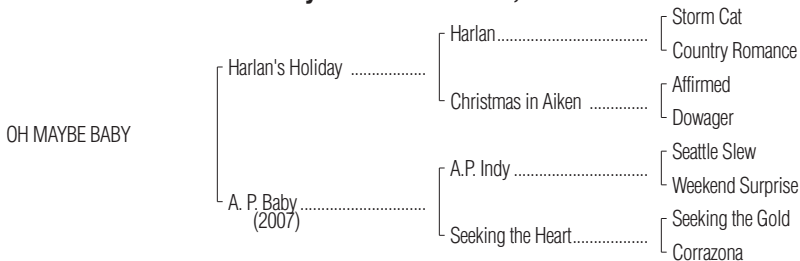 Storm Cat
Harlan..................................
Country Romance
Harlan's Holiday ..................
Affirmed
Christmas in Aiken ..............
Dowager
OH MAYBE BABY
Seattle Slew
A.P. Indy ................................
Weekend Surprise
A. P. Baby ..............................
(2007)
Seeking the Gold
Seeking the Heart..................
Corrazona